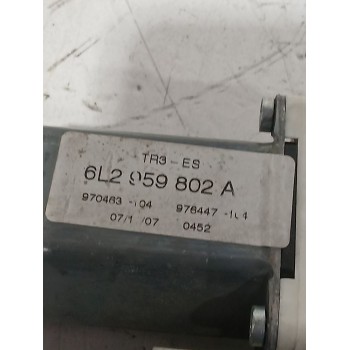 TR3-ES
6L2 959 802 A
970463 -104 976447 -104
07/1 /07 0452